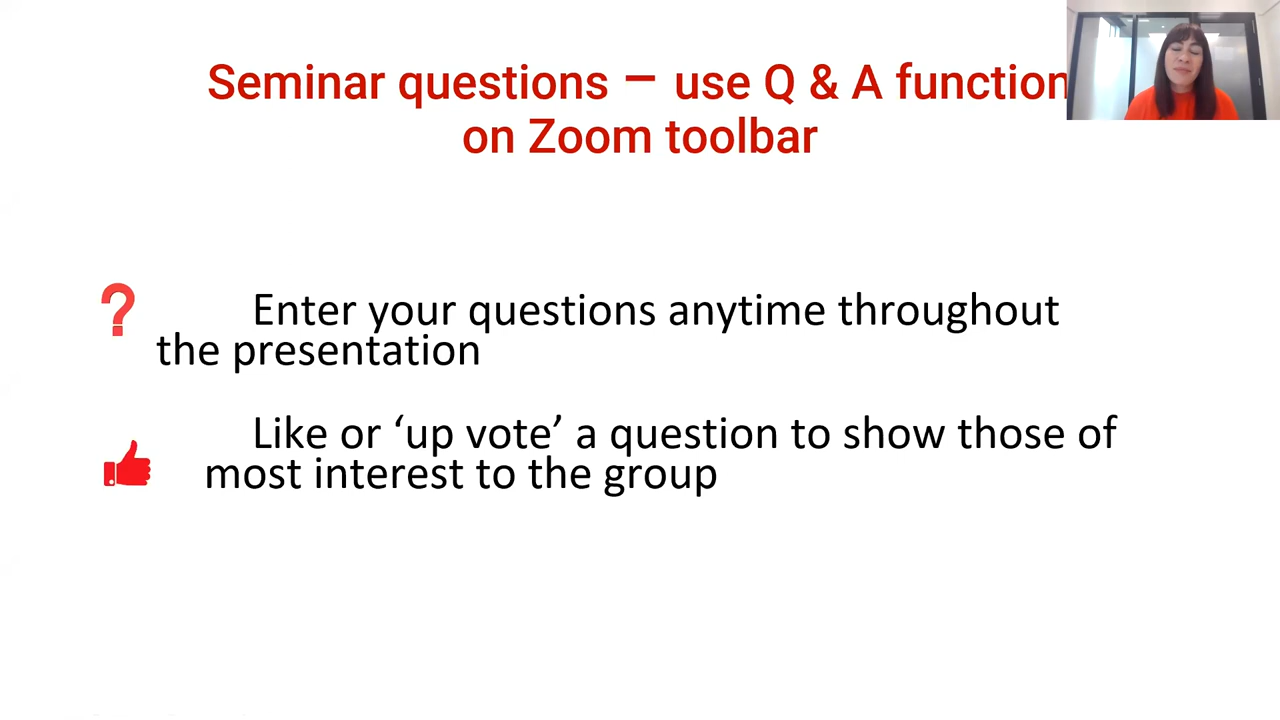 Seminar questions – use Q & A function
on Zoom toolbar
Enter your questions anytime throughout
the presentation
Like or ‘up vote’ a question to show those of
most interest to the group